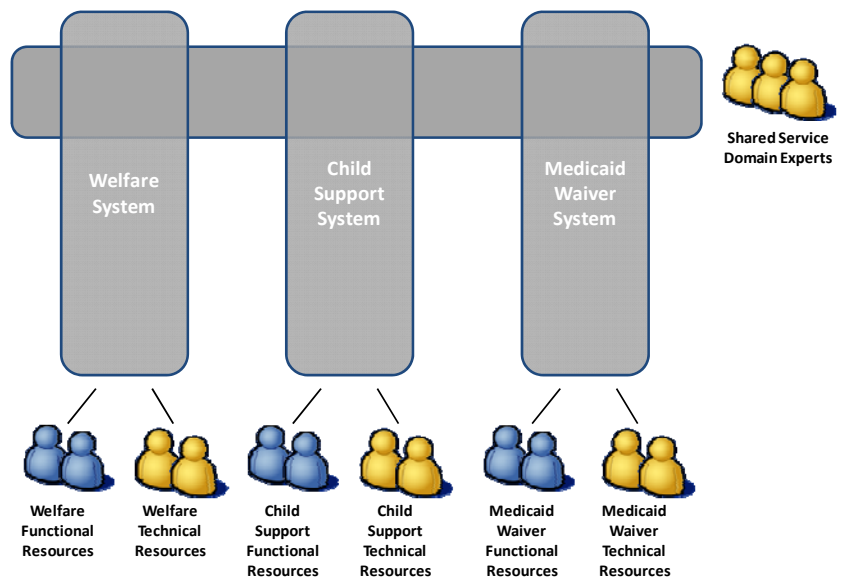 Shared Service
Domain Experts
Welfare
System
Child
Support
System
Medicaid
Waiver
System
Welfare
Functional
Resources
Welfare
Technical
Resources
Child
Support
Functional
Resources
Child
Support
Technical
Resources
Medicaid
Waiver
Functional
Resources
Medicaid
Waiver
Technical
Resources